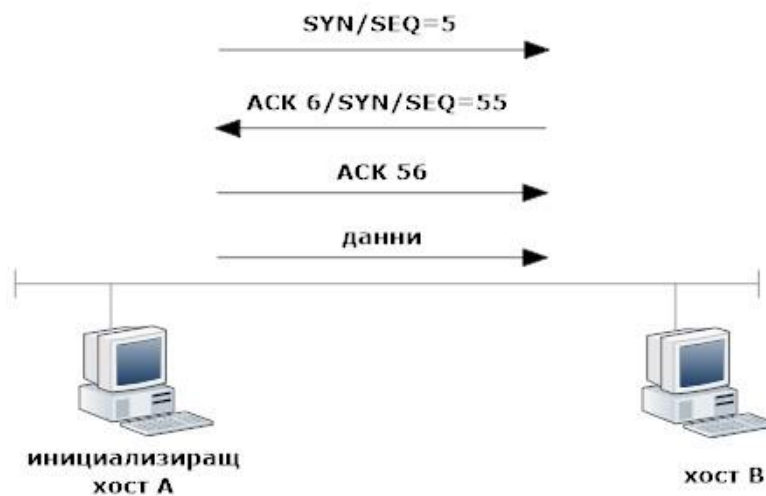 SYN/SEQ=5
ACK 6/SYN/SEQ=55
ACK 56
данни
инициализиращ
хост A
хост B